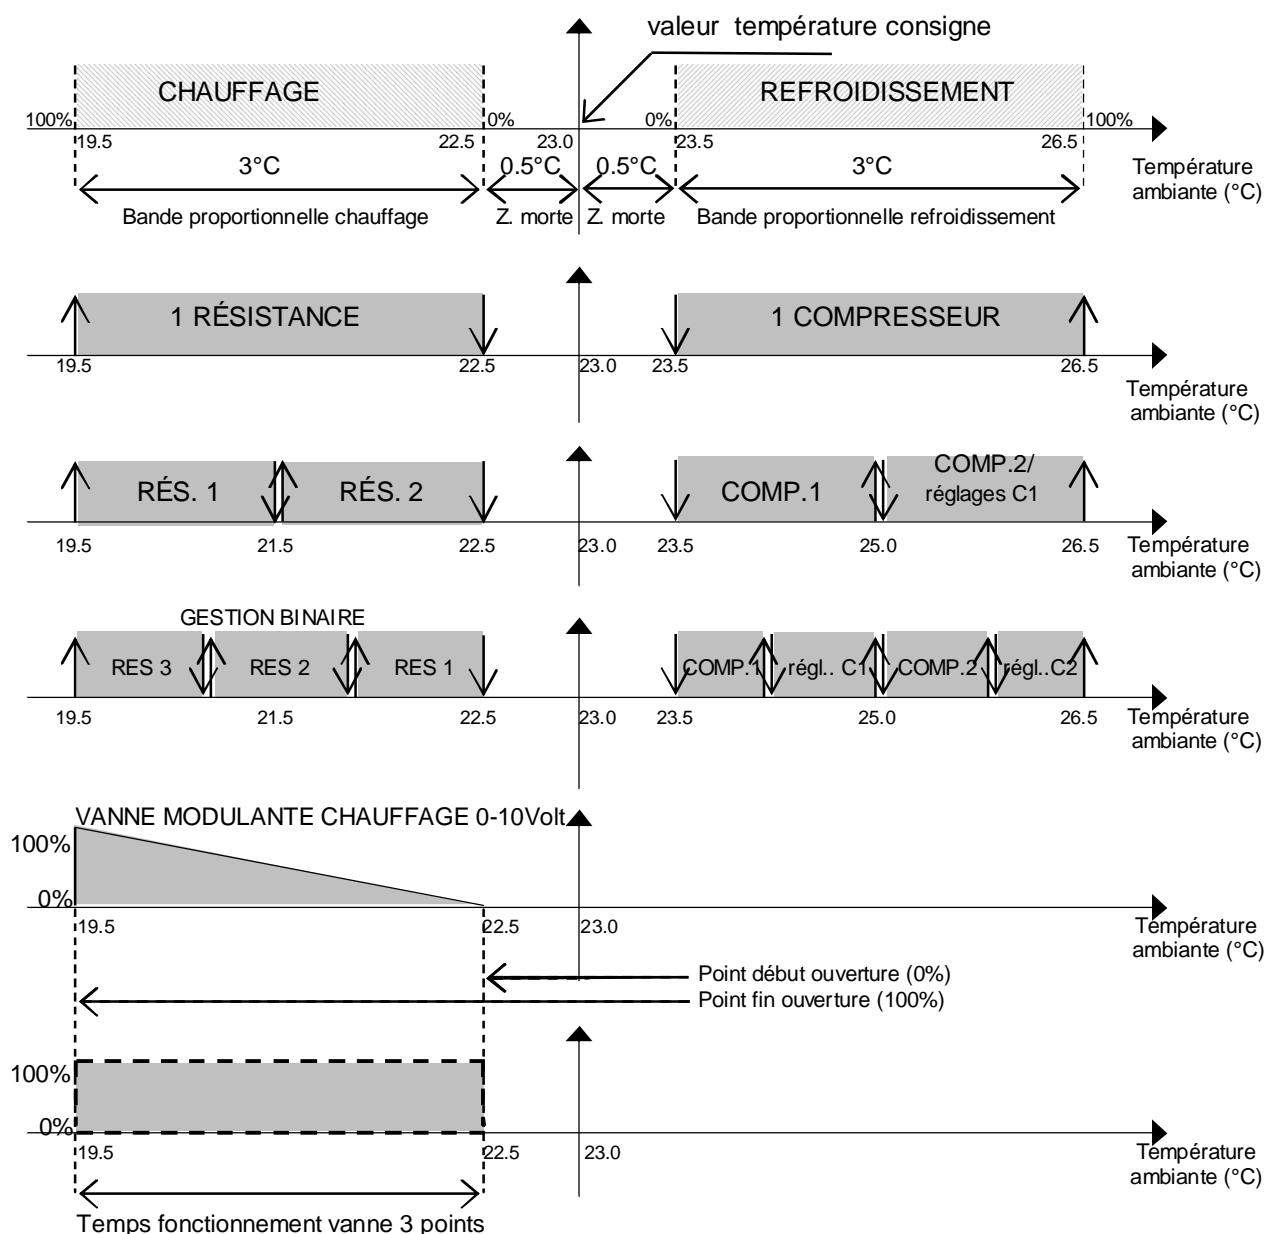 valeur température consigne
CHAUFFAGE
REFROIDISSEMENT
100%
0%
0%
100%
19.5
22.5
23.0
23.5
26.5
3°C
0.5°C
0.5°C
3°C
Température
ambiante (°C)
Bande proportionnelle chauffage
Z. morte
Z. morte
Bande proportionnelle refroidissement
1 RÉSISTANCE
1 COMPRESSEUR
19.5
22.5
23.0
23.5
26.5
Température
ambiante (°C)
RÉS. 1
RÉS. 2
COMP.1
COMP.2/
réglages C1
19.5
21.5
22.5
23.0
23.5
25.0
26.5
Température
ambiante (°C)
GESTION BINAIRE
RES 3
RES 2
RES 1
COMP.1
régl.. C1
COMP.2
régl..C2
19.5
21.5
22.5
23.0
23.5
25.0
26.5
Température
ambiante (°C)
VANNE MODULANTE CHAUFFAGE 0-10Volt
100%
0%
19.5
22.5
23.0
Température
ambiante (°C)
Point début ouverture (0%)
Point fin ouverture (100%)
100%
0%
19.5
22.5
23.0
Température
ambiante (°C)
Temps fonctionnement vanne 3 points